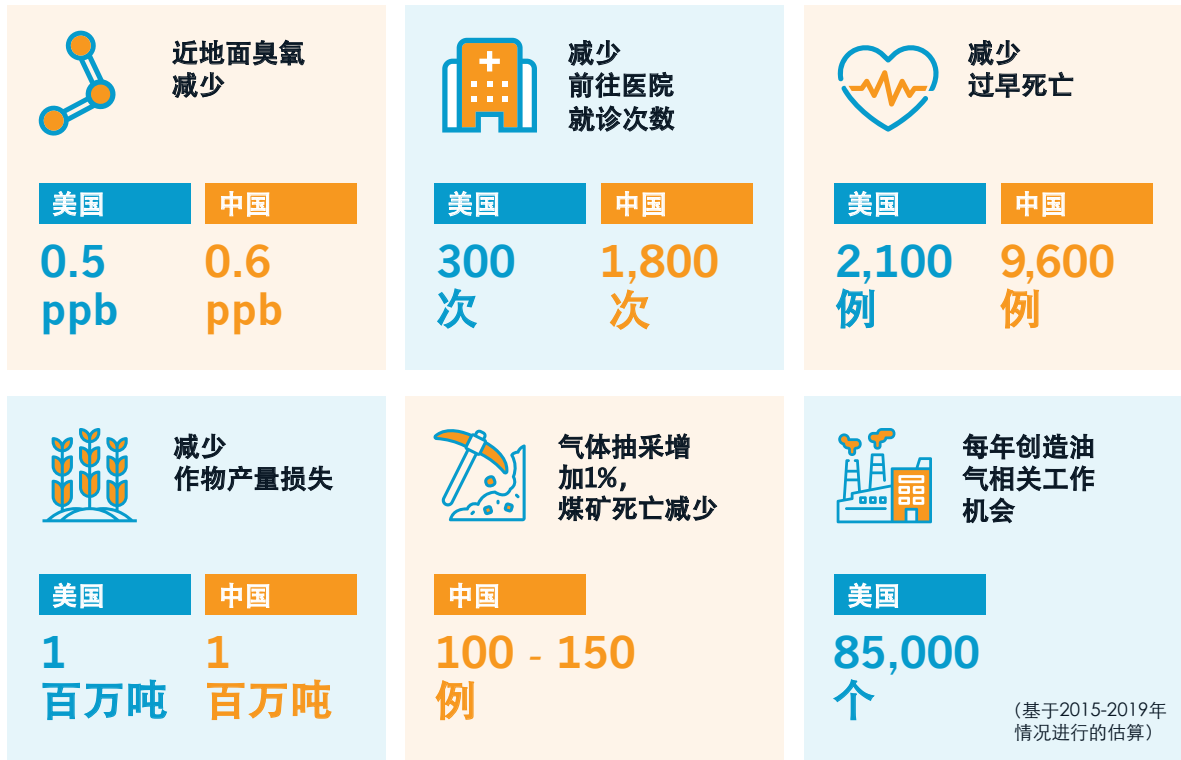 近地面臭氧
减少
美国
中国
0.5
ppb
0.6
ppb
减少
前往医院
就诊次数
美国
中国
300
次
1,800
次
减少
过早死亡
美国
中国
2,100
例
9,600
例
减少
作物产量损失
美国
中国
1
百万吨
1
百万吨
气体抽采增
加1%,
煤矿死亡减少
中国
100 - 150
例
每年创造油
气相关工作
机会
美国
85,000
个
（基于2015-2019年
情况进行的估算）